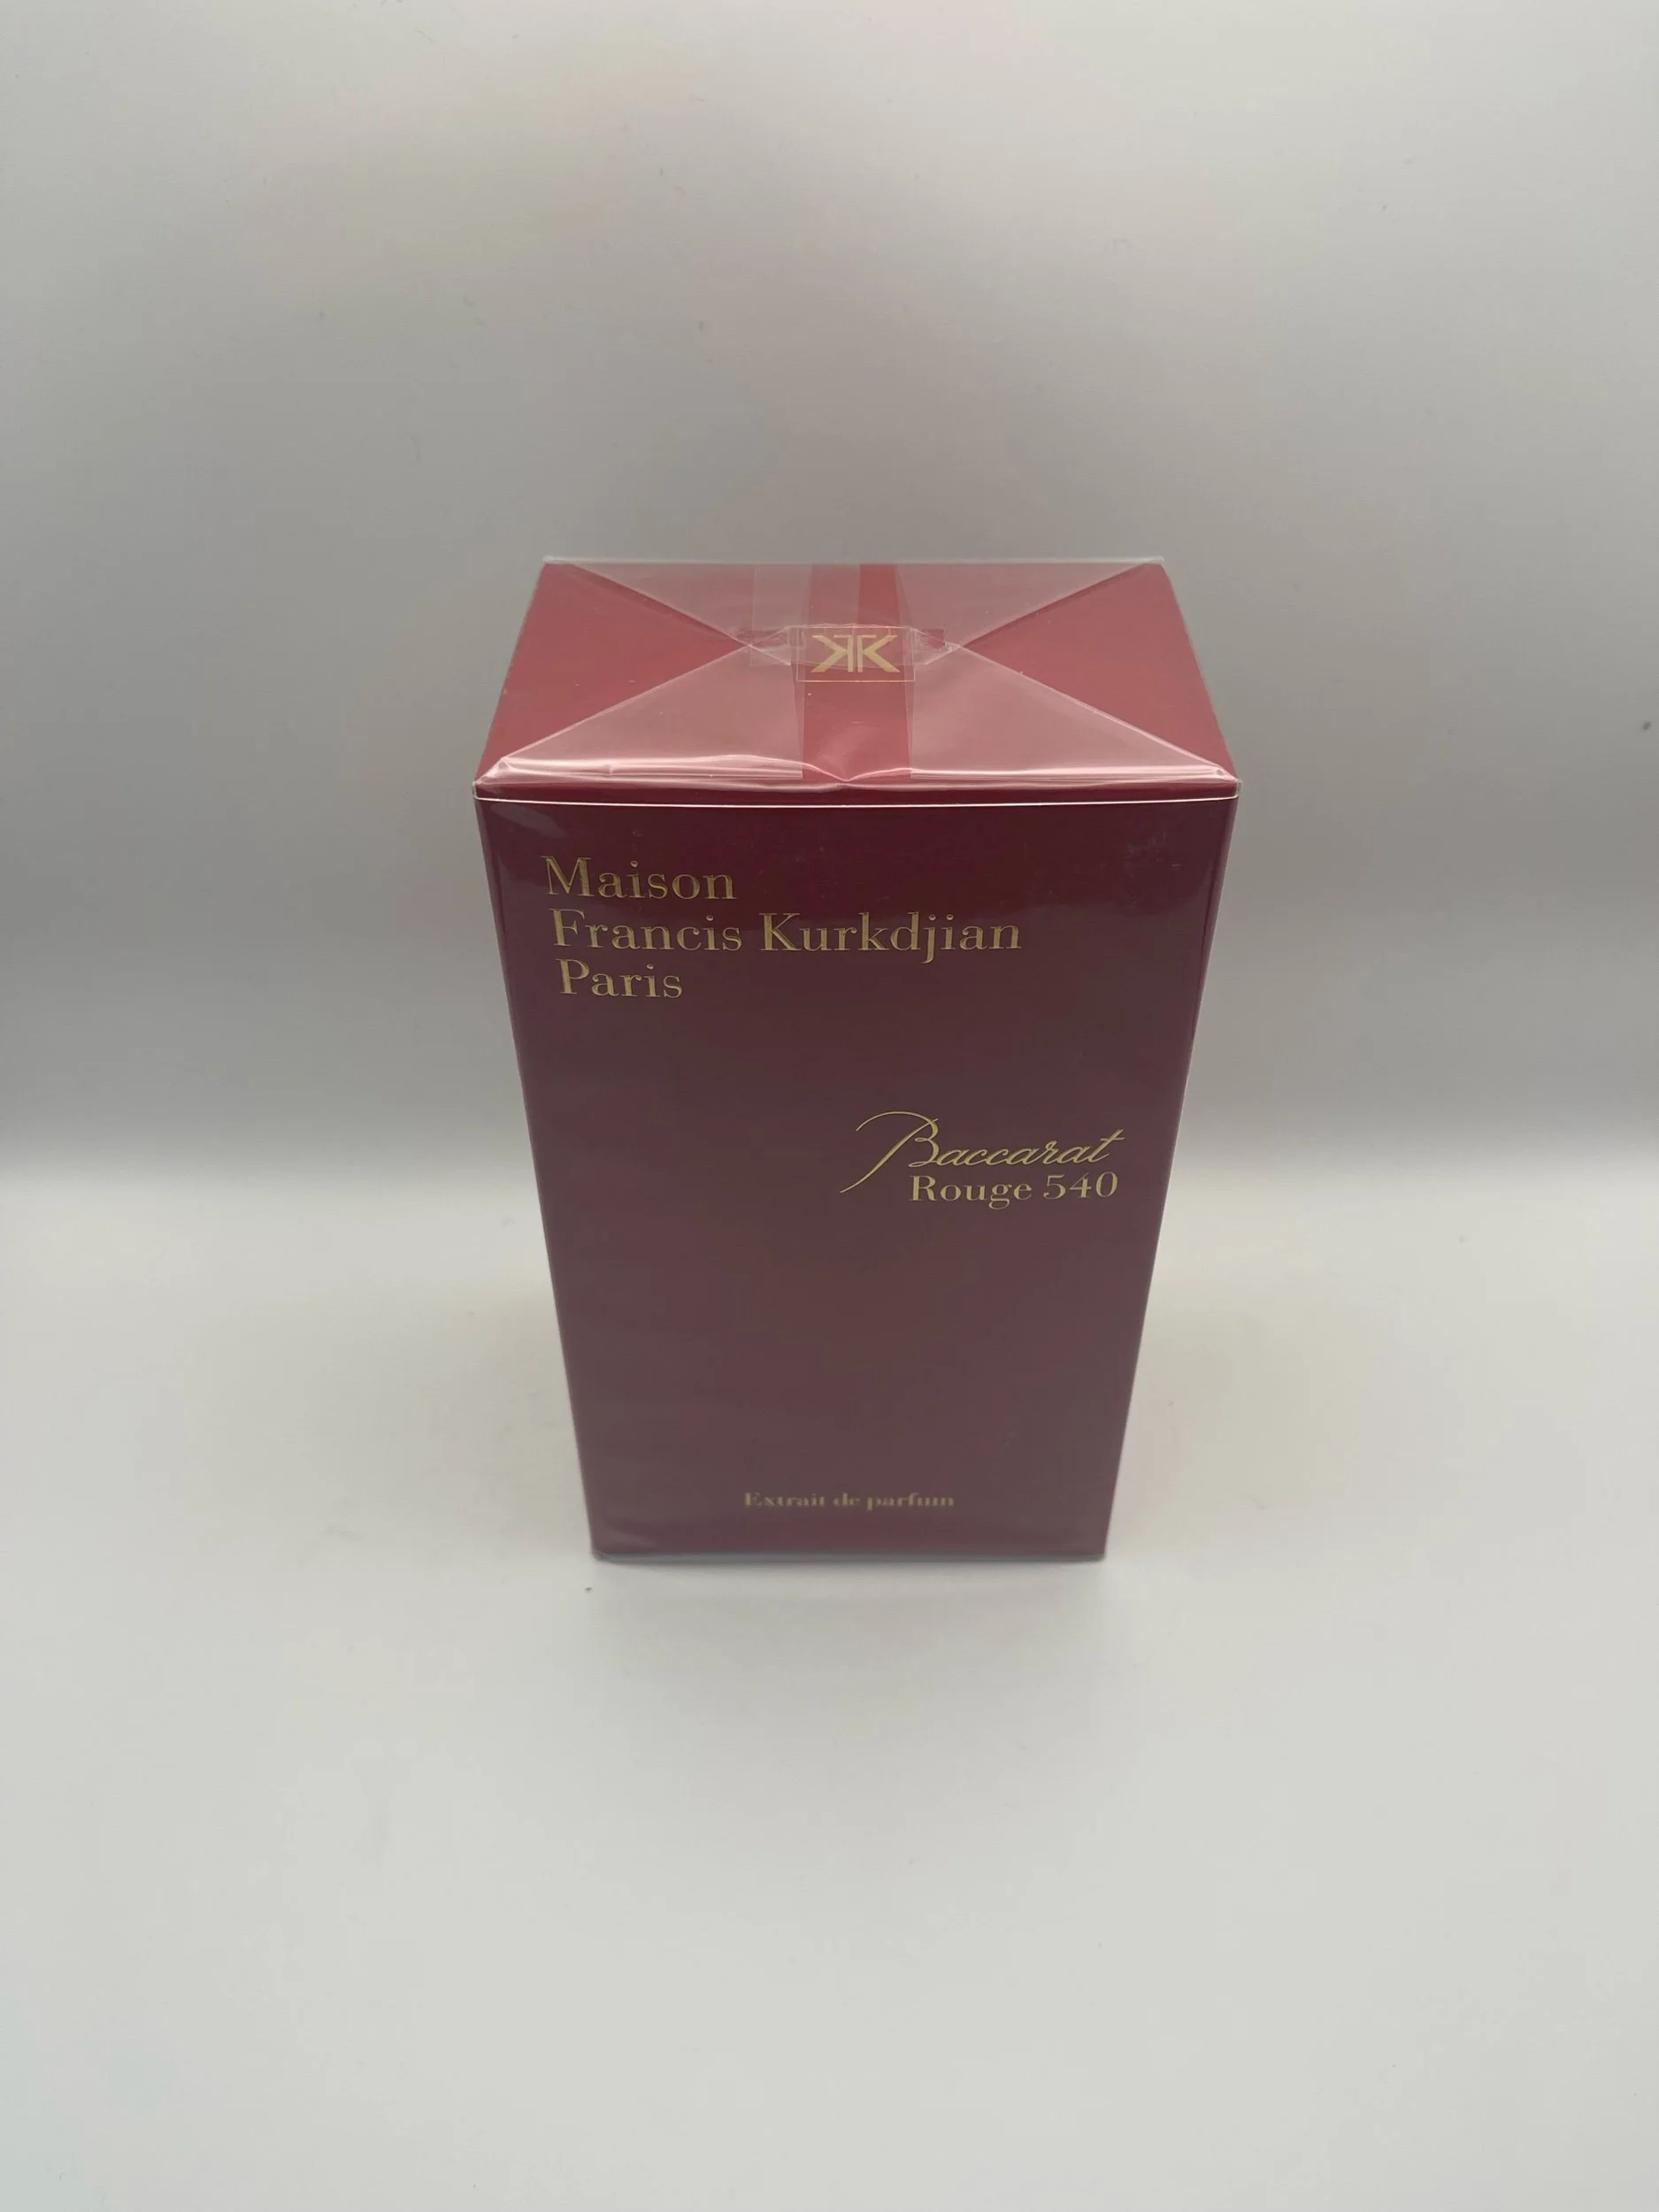 Maison
Francis Kurkdjian
Paris
Baccarat
Rouge 540
Extrait de parfum